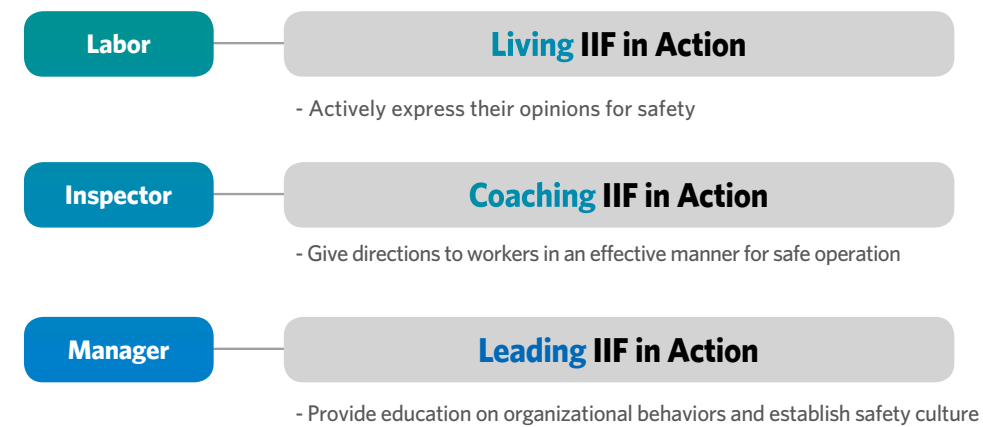 Labor
Living IIF in Action
- Actively express their opinions for safety
Inspector
Coaching IIF in Action
- Give directions to workers in an effective manner for safe operation
Manager
Leading IIF in Action
- Provide education on organizational behaviors and establish safety culture